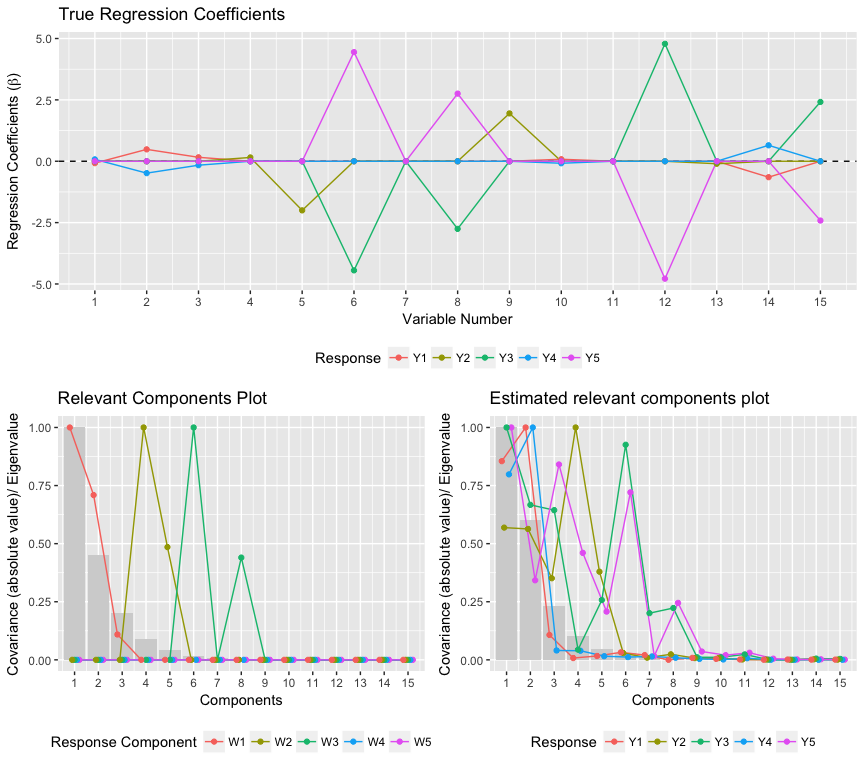 True Regression Coefficients
Regression Coefficients (β)
5.0
2.5
0.0
-2.5
-5.0
1 2 3 4 5 6 7 8 9 10 11 12 13 14 15
Variable Number
Response Y1 Y2 Y3 Y4 Y5
Relevant Components Plot
Covariance (absolute value)/ Eigenvalue
1.00
0.75
0.50
0.25
0.00
1 2 3 4 5 6 7 8 9 10 11 12 13 14 15
Components
Response Component W1 W2 W3 W4 W5
Estimated relevant components plot
Covariance (absolute value)/ Eigenvalue
1.00
0.75
0.50
0.25
0.00
1 2 3 4 5 6 7 8 9 10 11 12 13 14 15
Components
Response Y1 Y2 Y3 Y4 Y5